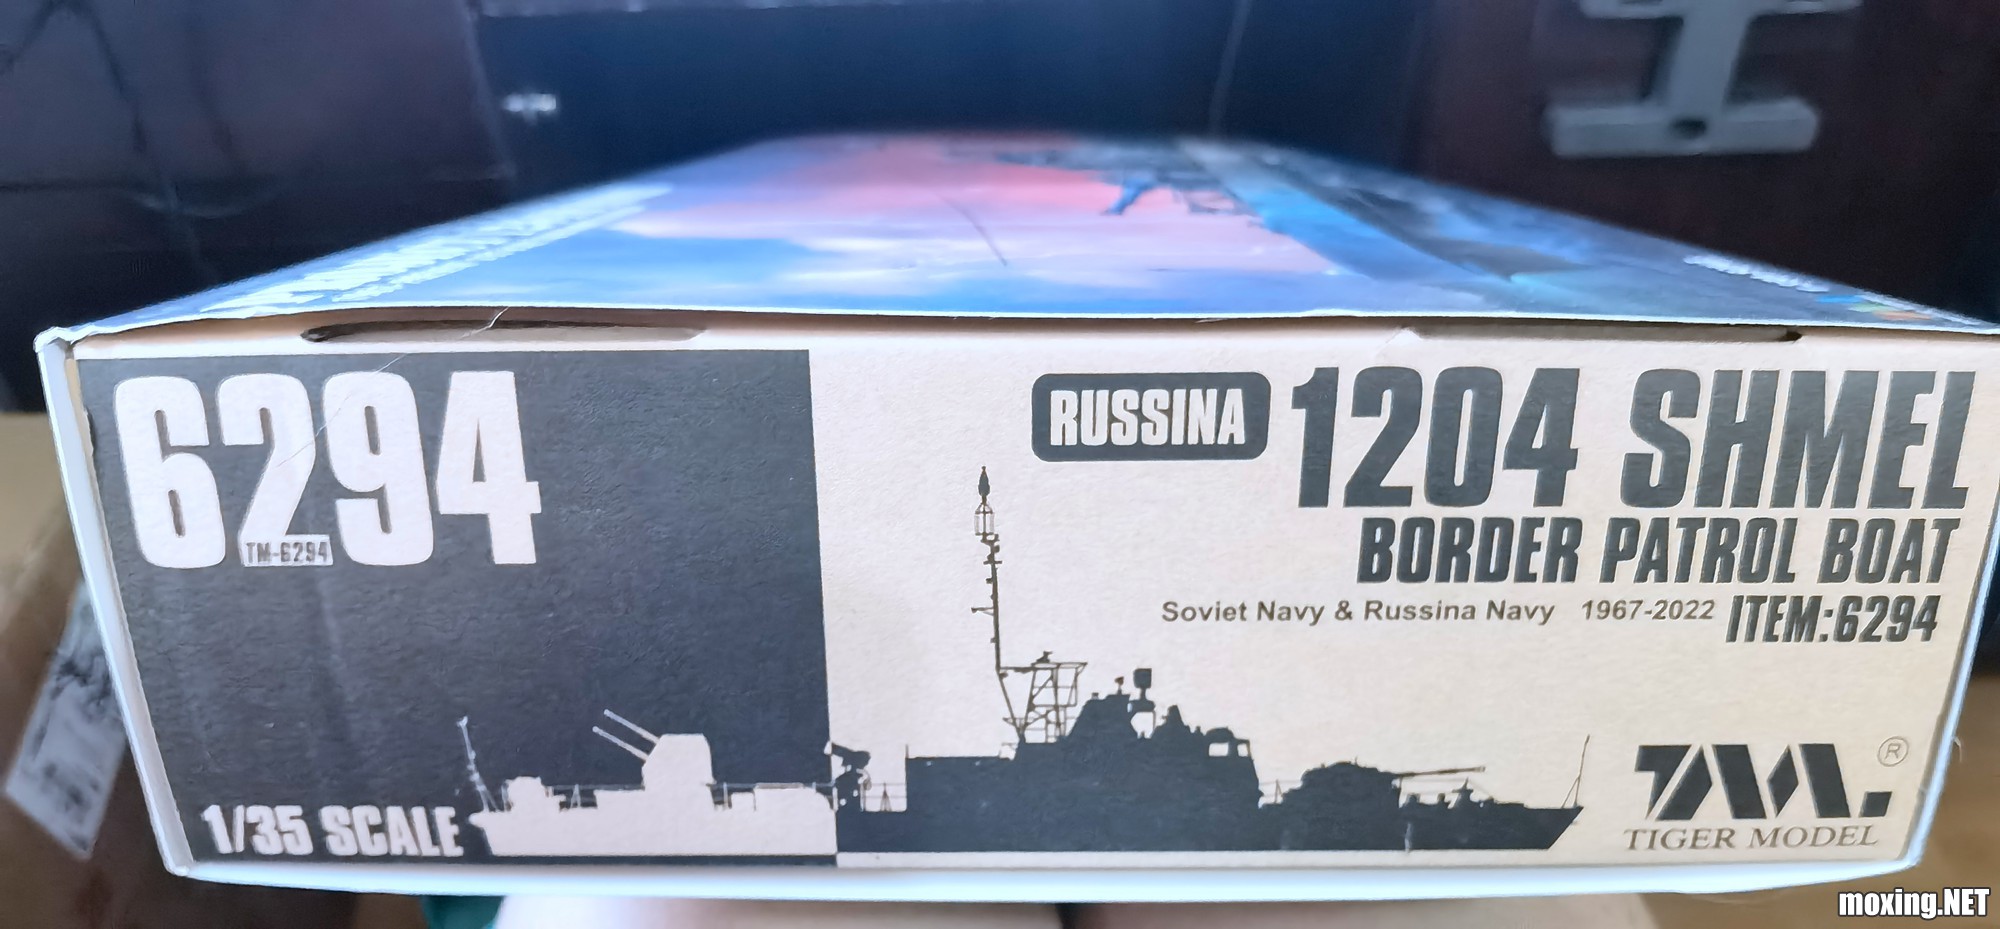 6294
TM-6294
1/35 SCALE
RUSSINA 1204 SHMEL
BORDER PATROL BOAT
Soviet Navy & Russina Navy 1967-2022 ITEM:6294
TM. ®
TIGER MODEL
moxing.NET